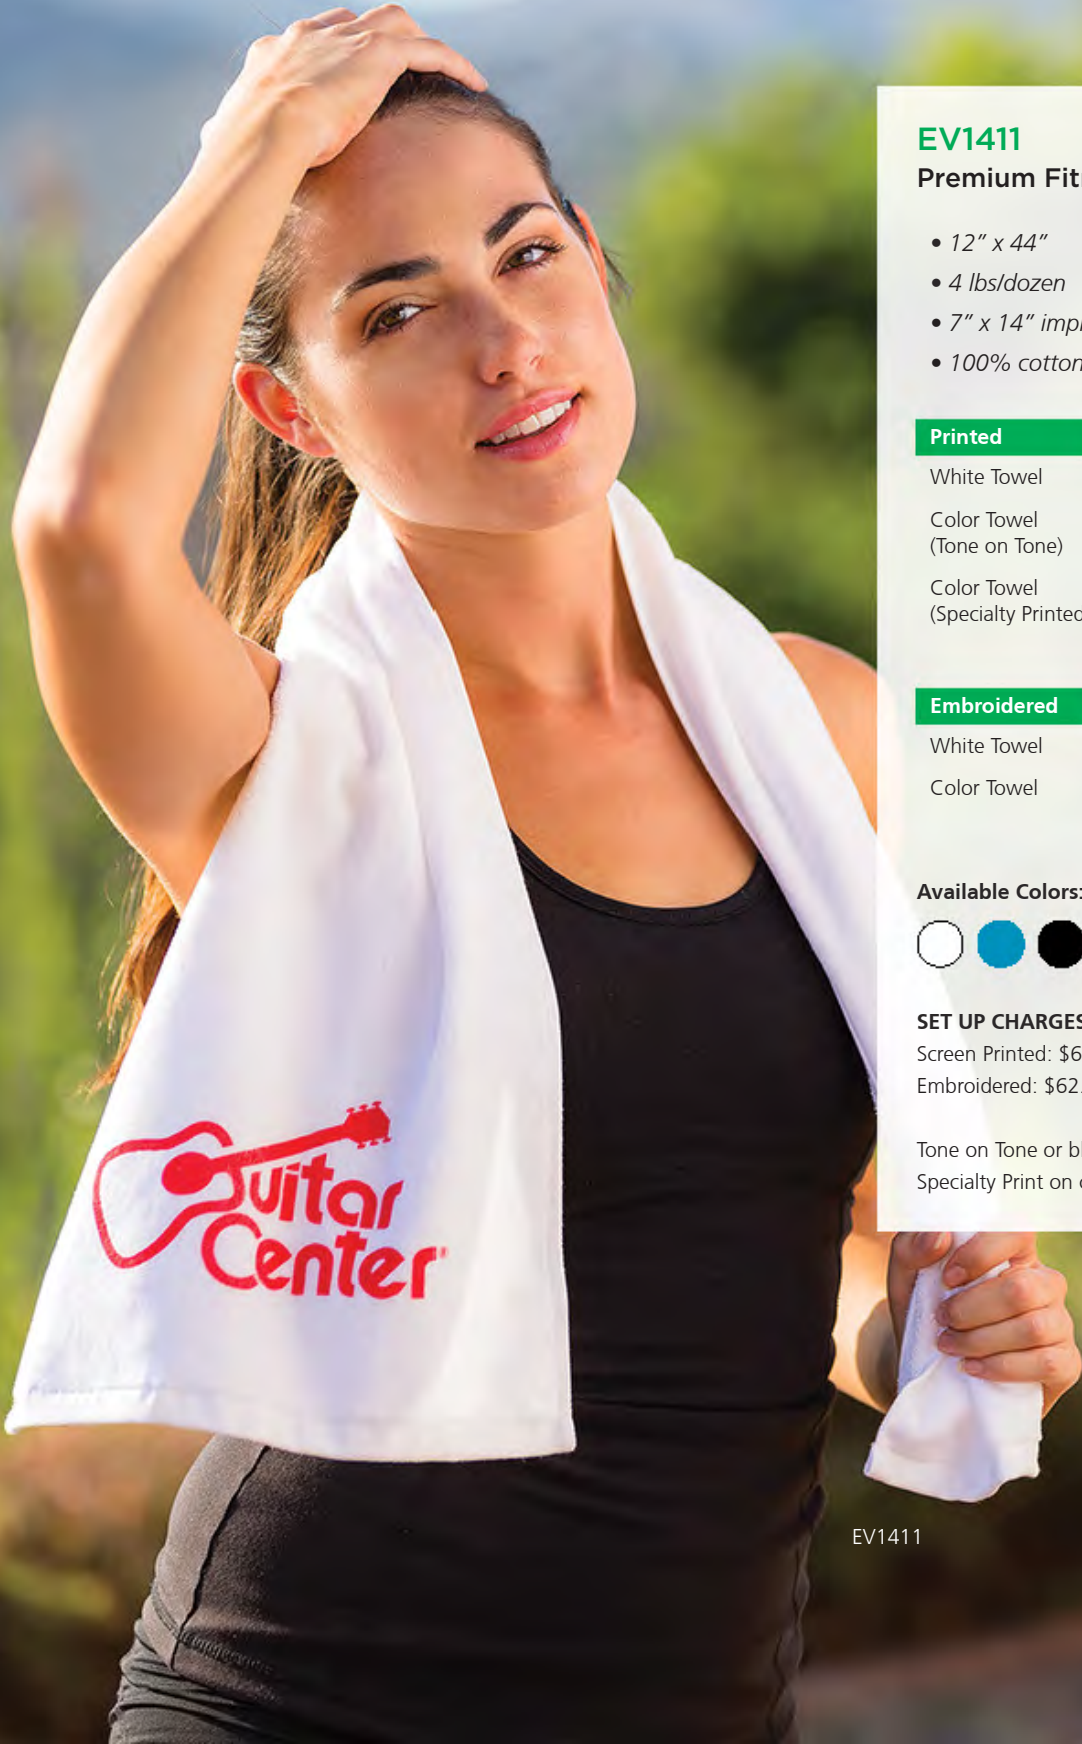 EV1411
Premium
• 12” x 44”
• 4 lbs/dozen
• 7” x 14”
• 100% cotton
Printed
White Towel
Color Towel
(Tone on Tone)
Color Towel
(Specialty Printed
Embroidered
White Towel
Color Towel
Available Colors:
SET UP CHARGES
Screen Printed: $6
Embroidered: $62.
Tone on Tone or
Specialty Print on
Guitar
Center
EV1411